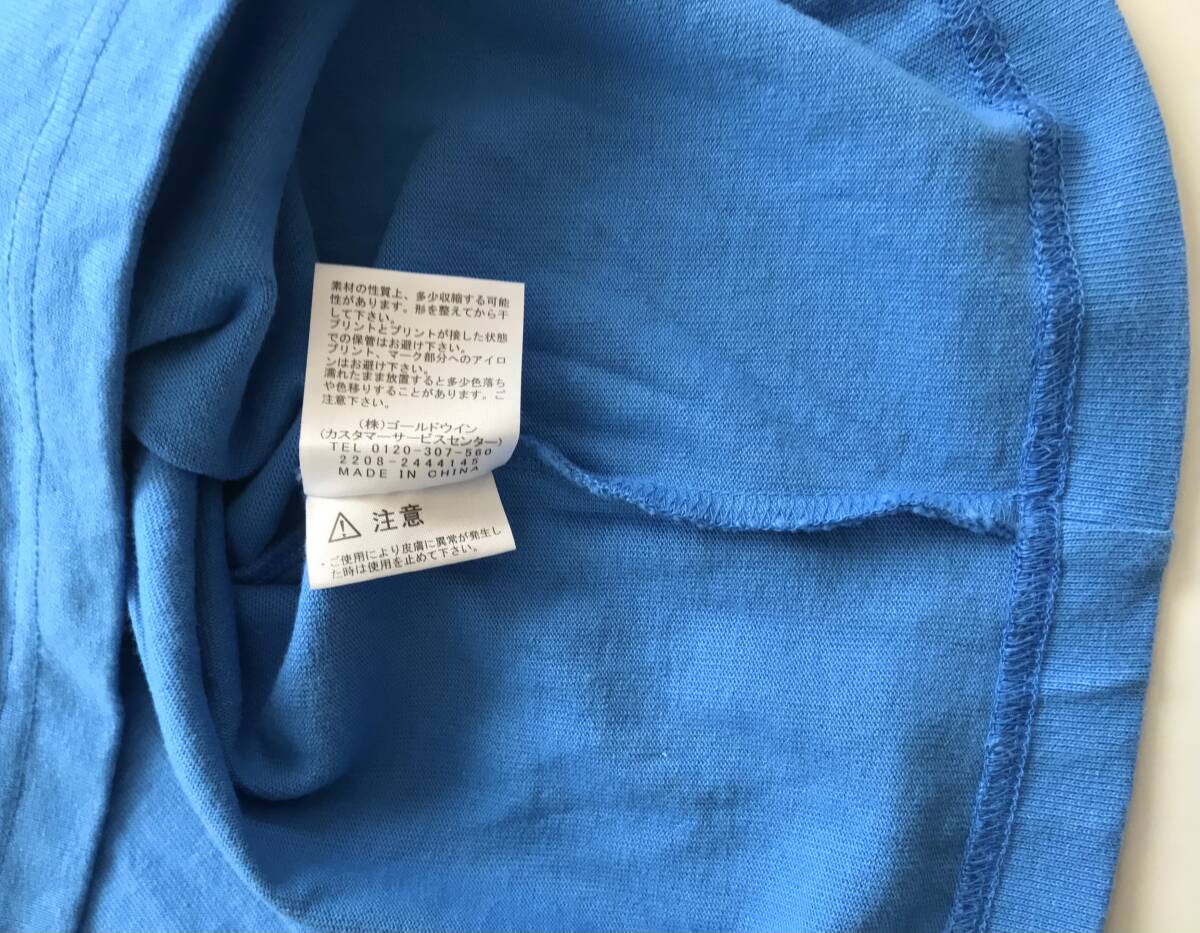 素材の性質上、多少収縮する可能
性があります。形を整えてから干
して下さい。
プリントとプリントが接した状態
での保管はお避け下さい。
プリント、マーク部分へのアイロ
ンはお避け下さい。
濡れたまま放置すると多少色落ち
や色移りすることがあります。ご
注意下さい。
(株)ゴールドウイン
(カスタマーサービスセンター)
TEL 0120-307-560
2208-2444145
MADE IN CHINA
注意
・ご使用により皮膚に異常が発生し
た時は使用を止めて下さい。